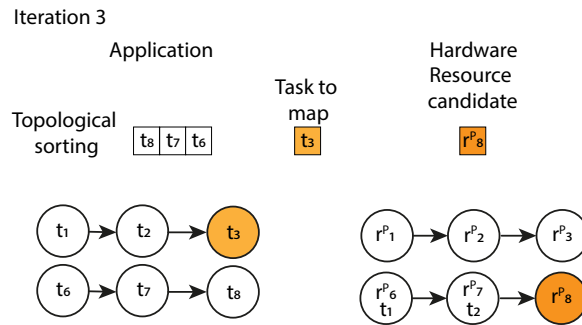 Iteration 3
Application
Hardware
Resource
candidate
Task to
map
Topological
sorting
t8 t7 t6
t3
rP8
t1 t2 t3
rP1 rP2 rP3
t6 t7 t8
rP6 rP7 rP8
t1 t2